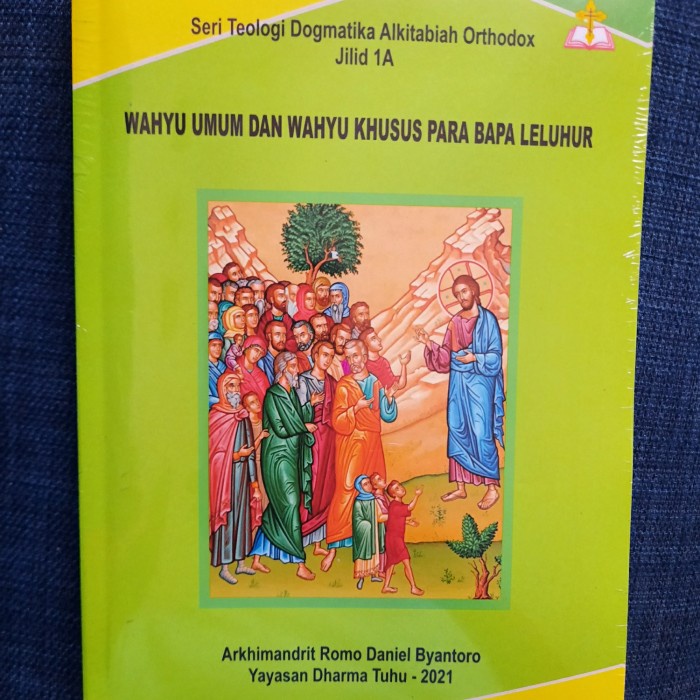 Seri Teologi Dogmatika Alkitabiah Orthodox
Jilid 1A
WAHYU UMUM DAN WAHYU KHUSUS PARA BAPA LELUHUR
Arkhimandrit Romo Daniel Byantoro
Yayasan Dharma Tuhu - 2021